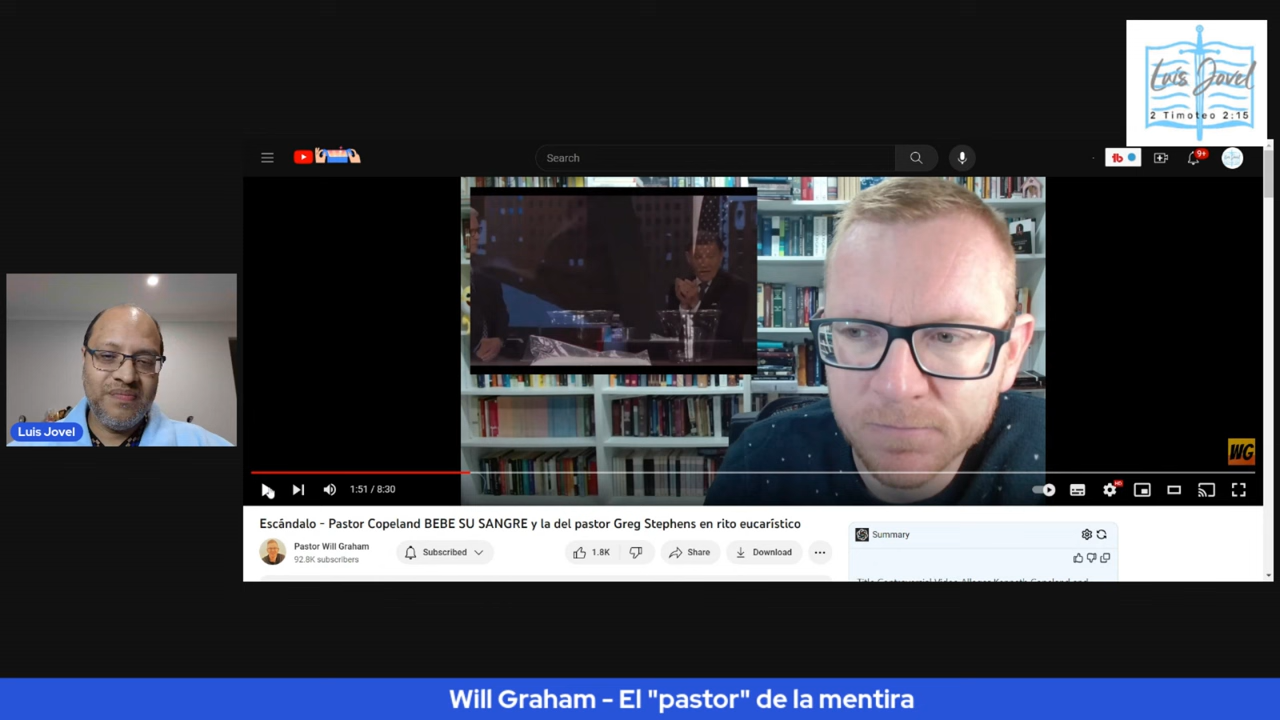 Luis Jovel
2 Timoteo 2:15
Search
9+
Luis Jovel
WG
1:51 / 8:30
HD
Escándalo - Pastor Copeland BEBE SU SANGRE y la del pastor Greg Stephens en rito eucarístico
Pastor Will Graham
92.8K subscribers
Subscribed
1.8K
Share
Download
Summary
Will Graham - El "pastor" de la mentira